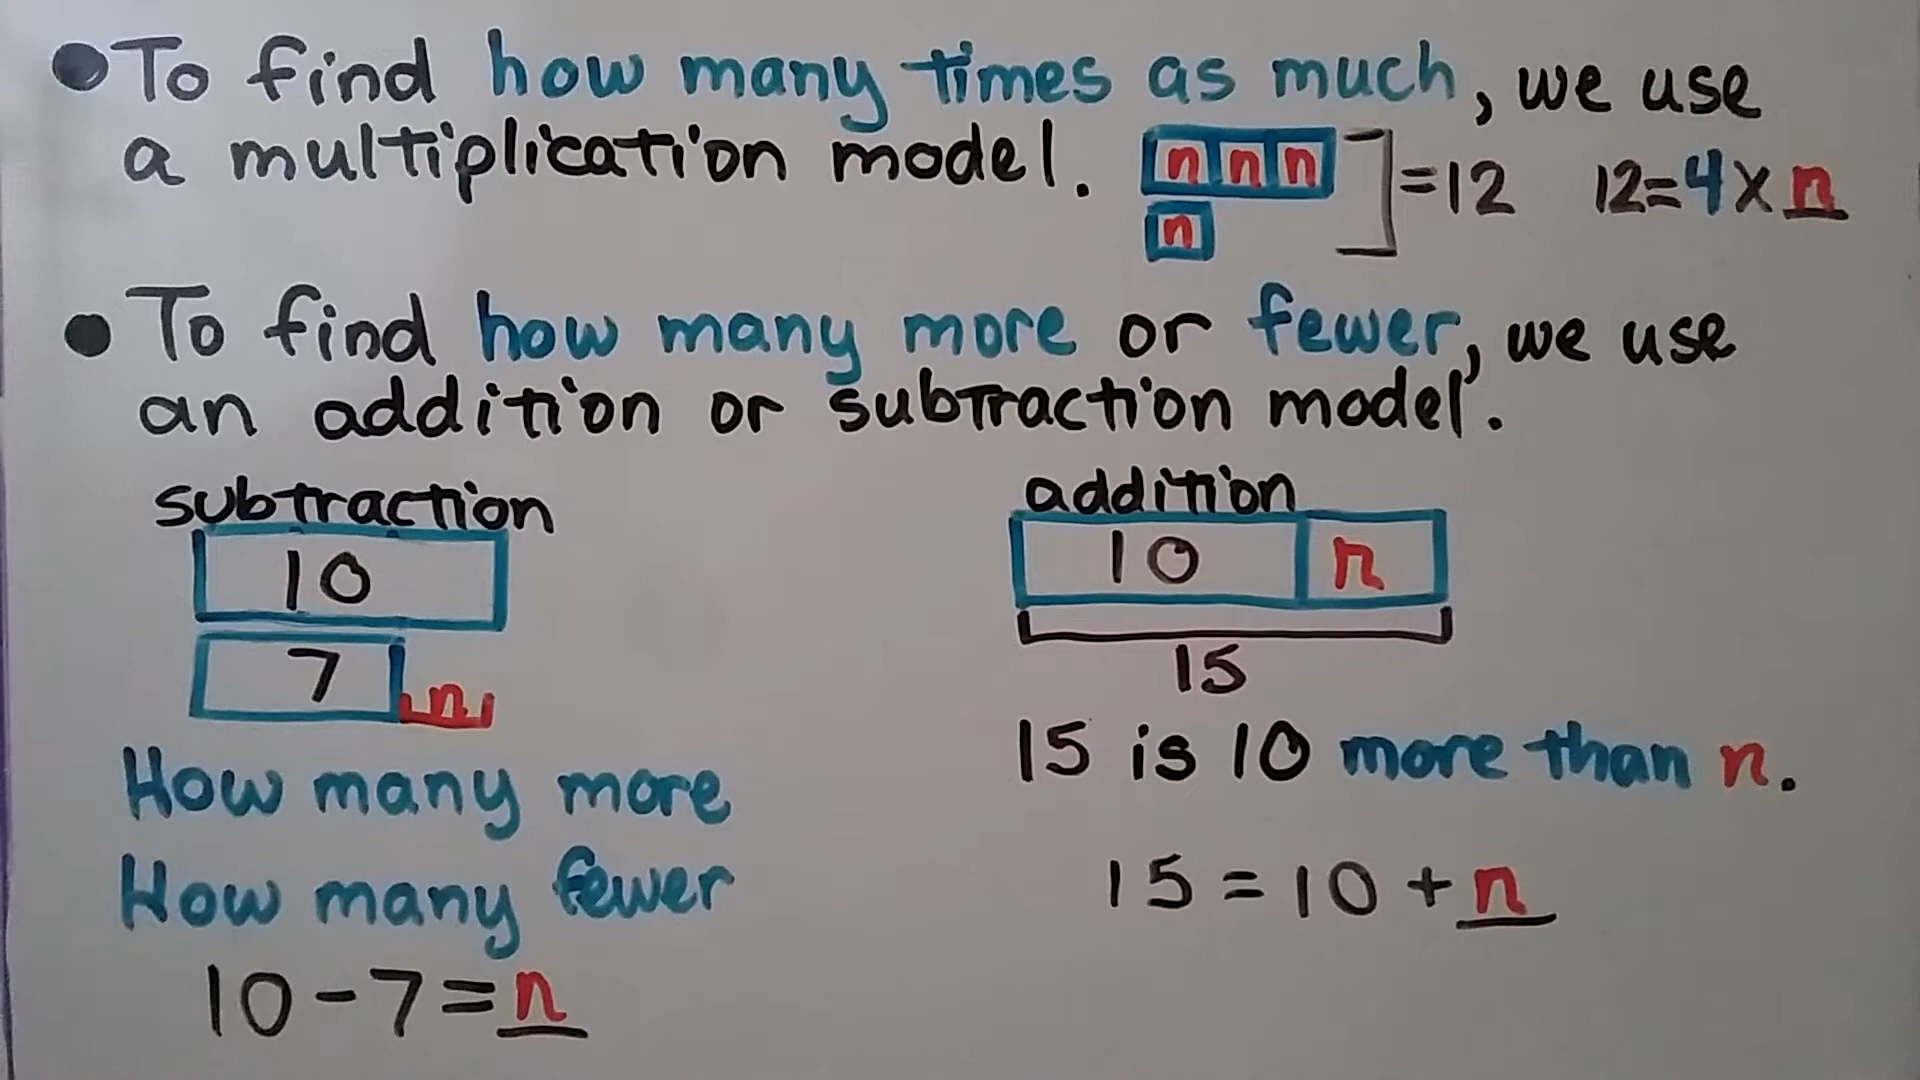 ●To find how many times as much, we use
a multiplication model. n n n ] =12 12=4×n
n
● To find how many more or fewer, we use
an addition or subtraction model.
subtraction
10
7 n
How many more
How many fewer
10-7=n
addition
10 n
15
15 is 10 more than n.
15=10+n